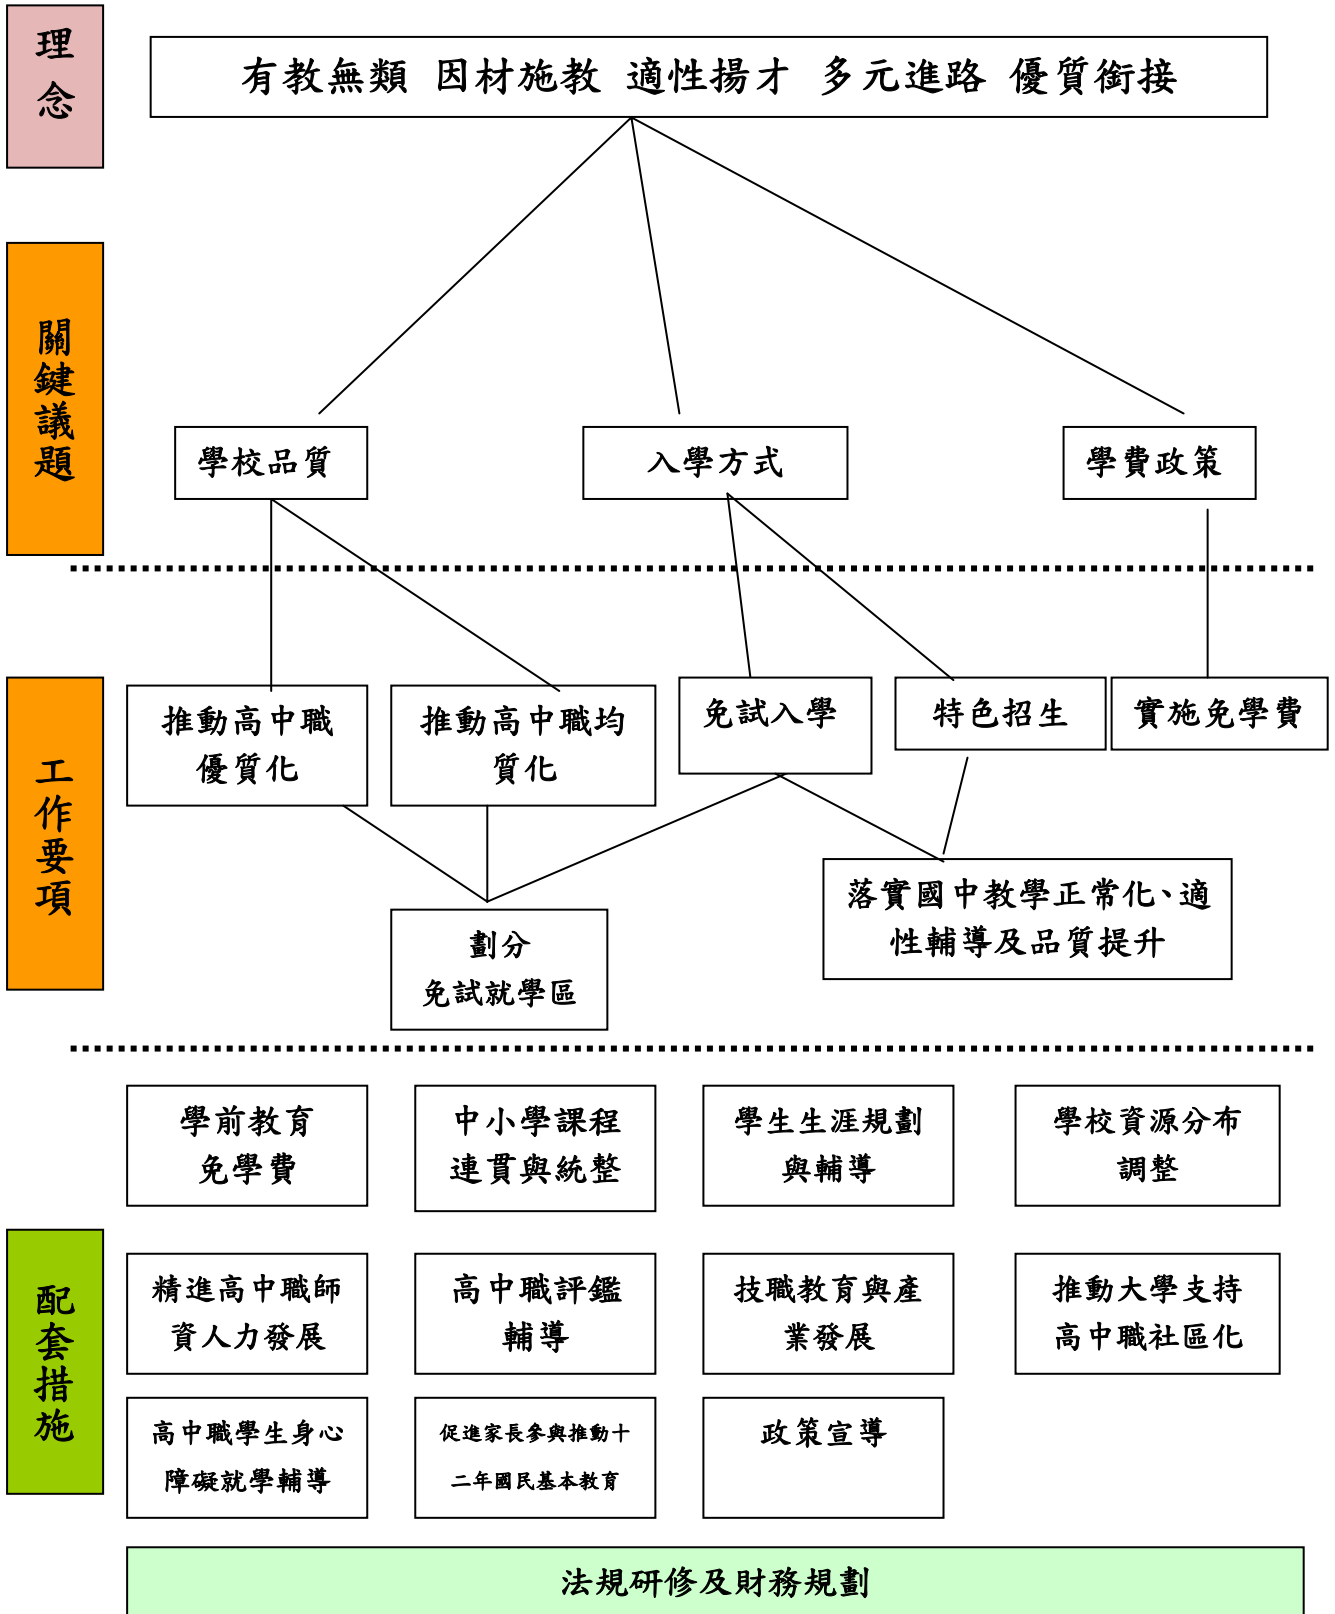 理念
有教無類 因材施教 適性揚才 多元進路 優質銜接
關鍵議題
學校品質
入學方式
學費政策
工作要項
推動高中職
優質化
推動高中職均
質化
免試入學
特色招生
實施免學費
劃分
免試就學區
落實國中教學正常化、適
性輔導及品質提升
配套措施
學前教育
免學費
中小學課程
連貫與統整
學生生涯規劃
與輔導
學校資源分布
調整
精進高中職師
資人力發展
高中職評鑑
輔導
技職教育與產
業發展
推動大學支持
高中職社區化
高中職學生身心
障礙就學輔導
促進家長參與推動十
二年國民基本教育
政策宣導
法規研修及財務規劃